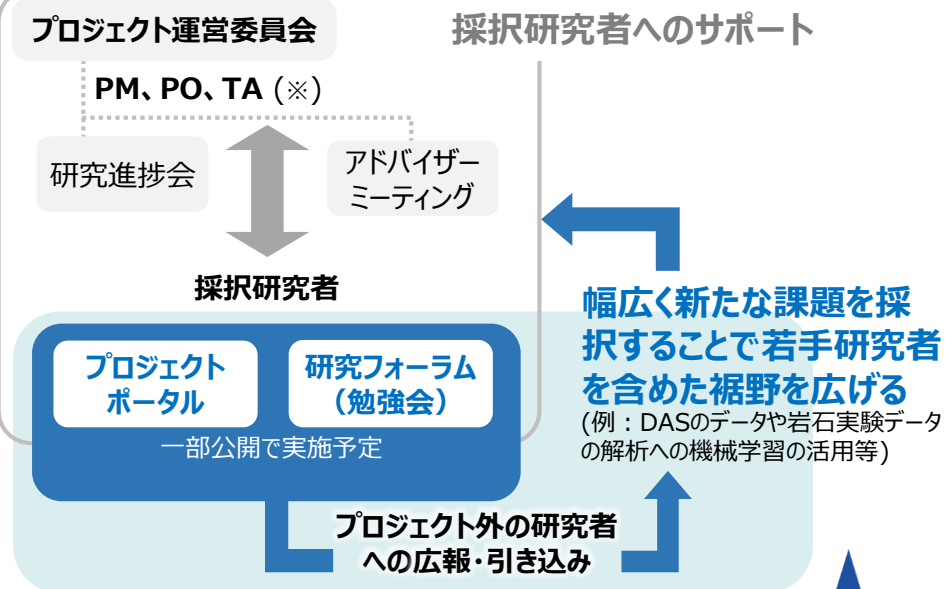 プロジェクト運営委員会
採択研究者へのサポート
PM、PO、TA (※)
研究進捗会
アドバイザー
ミーティング
採択研究者
プロジェクト
ポータル
研究フォーラム
（勉強会）
一部公開で実施予定
幅広く新たな課題を採
択することで若手研究者
を含めた裾野を広げる
(例：DASのデータや岩石実験データ
の解析への機械学習の活用等)
プロジェクト外の研究者
への広報・引き込み